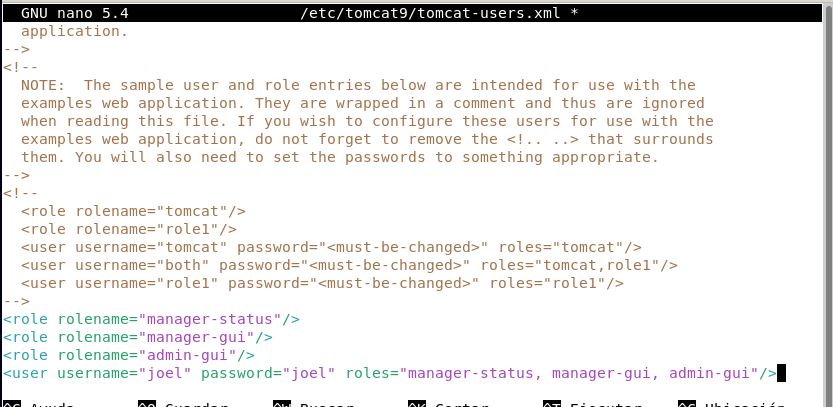 GNU nano 5.4 /etc/tomcat9/tomcat-users.xml *
application.
-->
<!--
NOTE:  The sample user and role entries below are intended for use with the
examples web application. They are wrapped in a comment and thus are ignored
when reading this file. If you wish to configure these users for use with the
examples web application, do not forget to remove the <!.. ..> that surrounds
them. You will also need to set the passwords to something appropriate.
-->
<!--
<role rolename="tomcat"/>
<role rolename="role1"/>
<user username="tomcat" password="<must-be-changed>" roles="tomcat"/>
<user username="both" password="<must-be-changed>" roles="tomcat,role1"/>
<user username="role1" password="<must-be-changed>" roles="role1"/>
-->
<role rolename="manager-status"/>
<role rolename="manager-gui"/>
<role rolename="admin-gui"/>
<user username="joel" password="joel" roles="manager-status, manager-gui, admin-gui"/>
^G Ayuda ^O Guardar ^W Buscar ^K Cortar ^T Ejecutar ^C Ubicación